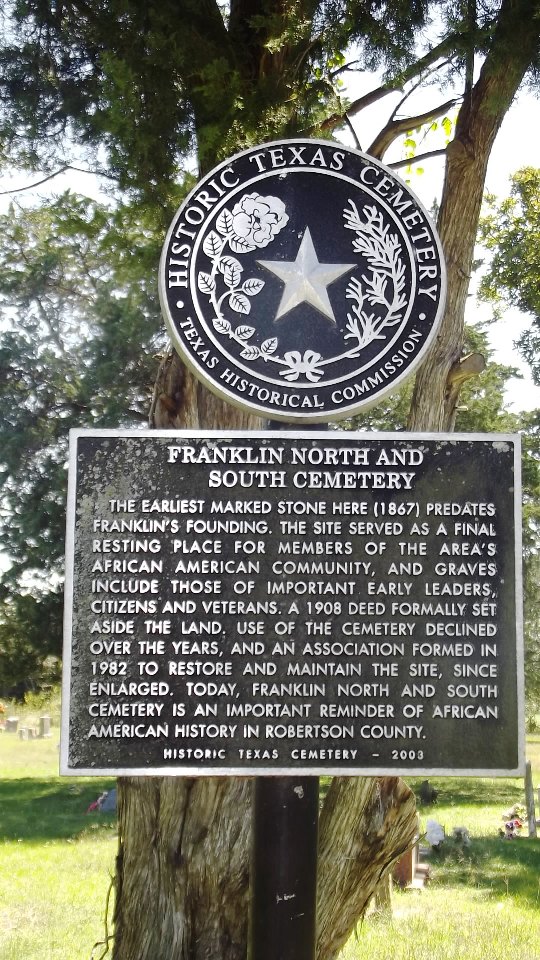 HISTORIC TEXAS CEMETERY
• TEXAS HISTORICAL COMMISSION •
FRANKLIN NORTH AND
SOUTH CEMETERY
THE EARLIEST MARKED STONE HERE (1867) PREDATES
FRANKLIN'S FOUNDING. THE SITE SERVED AS A FINAL
RESTING PLACE FOR MEMBERS OF THE AREA'S
AFRICAN AMERICAN COMMUNITY, AND GRAVES
INCLUDE THOSE OF IMPORTANT EARLY LEADERS,
CITIZENS AND VETERANS. A 1908 DEED FORMALLY SET
ASIDE THE LAND. USE OF THE CEMETERY DECLINED
OVER THE YEARS, AND AN ASSOCIATION FORMED IN
1982 TO RESTORE AND MAINTAIN THE SITE, SINCE
ENLARGED. TODAY, FRANKLIN NORTH AND SOUTH
CEMETERY IS AN IMPORTANT REMINDER OF AFRICAN
AMERICAN HISTORY IN ROBERTSON COUNTY.
HISTORIC TEXAS CEMETERY – 2003